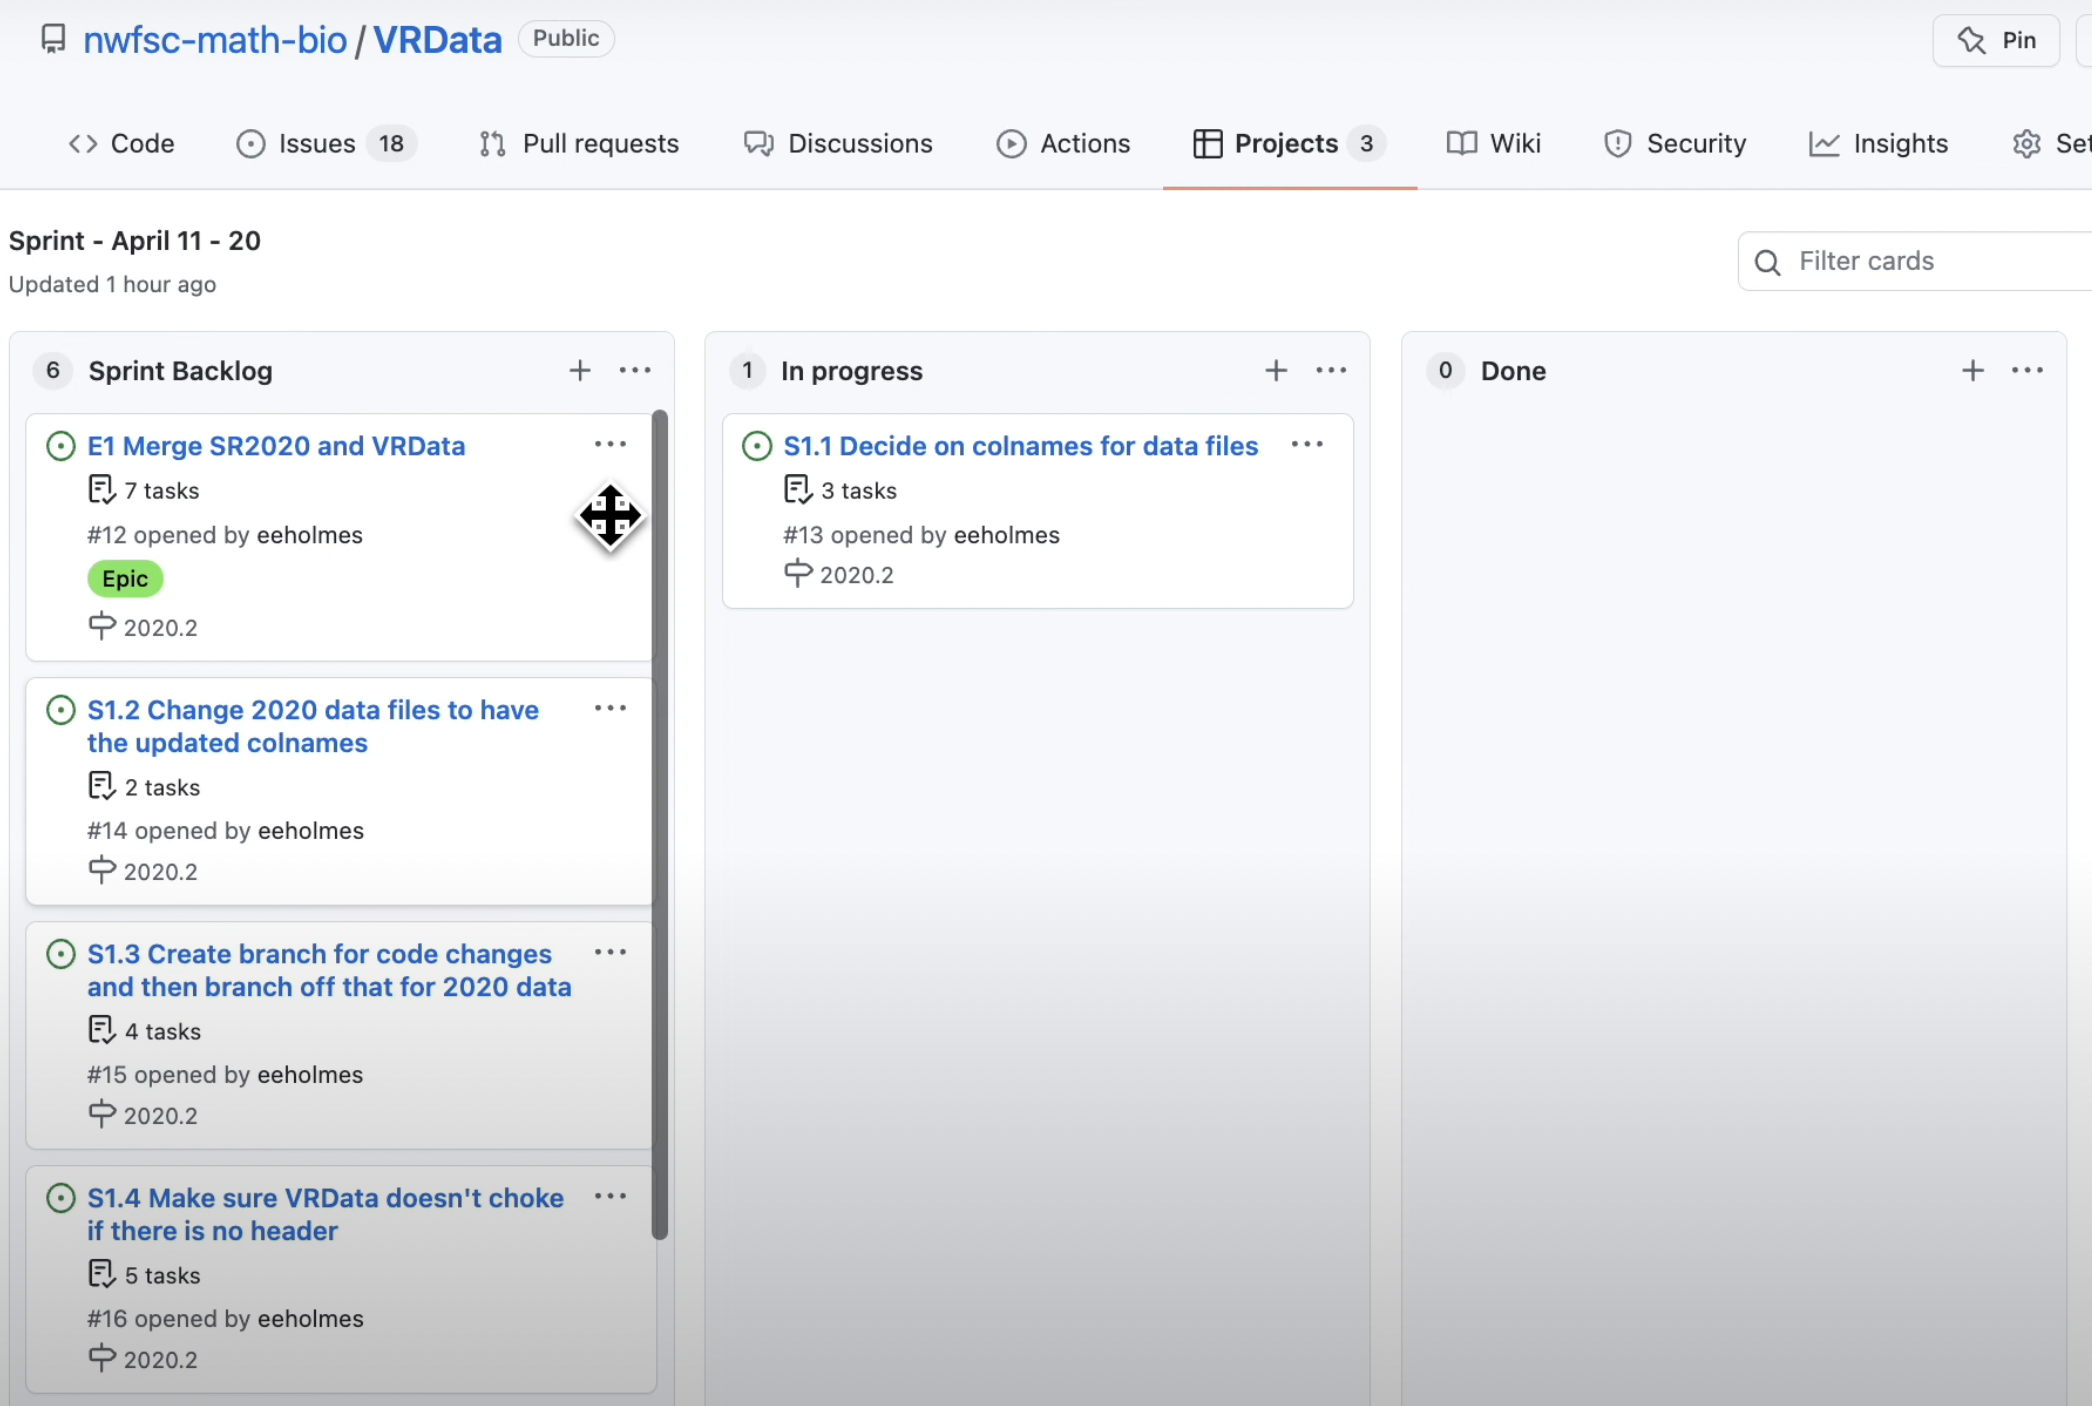 nwfsc-math-bio / VRData Public
Pin
Code Issues 18 Pull requests Discussions Actions Projects 3 Wiki Security Insights Set
Sprint - April 11 - 20
Updated 1 hour ago
Filter cards
6 Sprint Backlog
E1 Merge SR2020 and VRData
7 tasks
#12 opened by eeholmes
Epic
2020.2
S1.2 Change 2020 data files to have
the updated colnames
2 tasks
#14 opened by eeholmes
2020.2
S1.3 Create branch for code changes
and then branch off that for 2020 data
4 tasks
#15 opened by eeholmes
2020.2
S1.4 Make sure VRData doesn't choke
if there is no header
5 tasks
#16 opened by eeholmes
2020.2
1 In progress
S1.1 Decide on colnames for data files
3 tasks
#13 opened by eeholmes
2020.2
0 Done